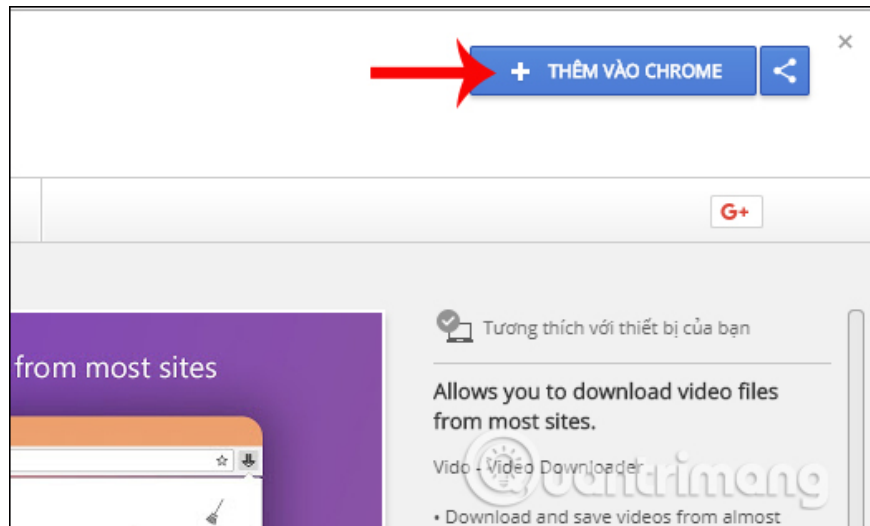 THÊM VÀO CHROME
G+
Tương thích với thiết bị của bạn
from most sites
Allows you to download video files
from most sites.
Vido - Video Downloader
Quantrimang
• Download and save videos from almost